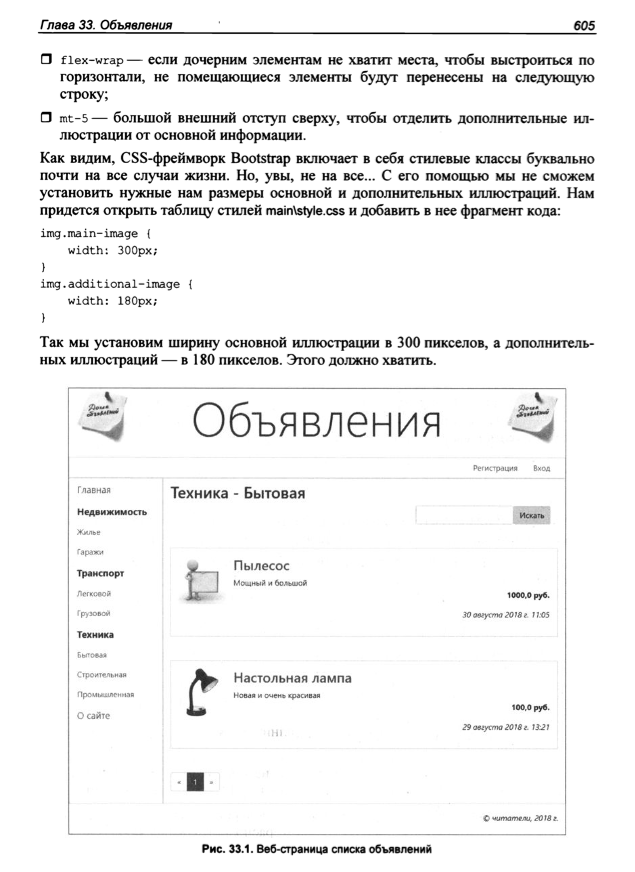 Глава 33. Объявления 605
flex-wrap — если дочерним элементам не хватит места, чтобы выстроиться по
горизонтали, не помещающиеся элементы будут перенесены на следующую
строку;
mt-5 — большой внешний отступ сверху, чтобы отделить дополнительные ил-
люстрации от основной информации.
Как видим, CSS-фреймворк Bootstrap включает в себя стилевые классы буквально
почти на все случаи жизни. Но, увы, не на все... С его помощью мы не сможем
установить нужные нам размеры основной и дополнительных иллюстраций. Нам
придется открыть таблицу стилей main\style.css и добавить в нее фрагмент кода:
img.main-image {
width: 300px;
}
img.additional-image {
width: 180px;
}
Так мы установим ширину основной иллюстрации в 300 пикселов, а дополнитель-
ных иллюстраций — в 180 пикселов. Этого должно хватить.
Доска
объявлений
Объявления
Доска
объявлений
Регистрация Вход
Главная
Недвижимость
Жилье
Гаражи
Транспорт
Легковой
Грузовой
Техника
Бытовая
Строительная
Промышленная
О сайте
Техника - Бытовая
Искать
Пылесос
Мощный и большой
1000,0 руб.
30 августа 2018 г. 11:05
Настольная лампа
Новая и очень красивая
100,0 руб.
29 августа 2018 г. 13:21
« 1 »
© читатели, 2018 г.
Рис. 33.1. Веб-страница списка объявлений